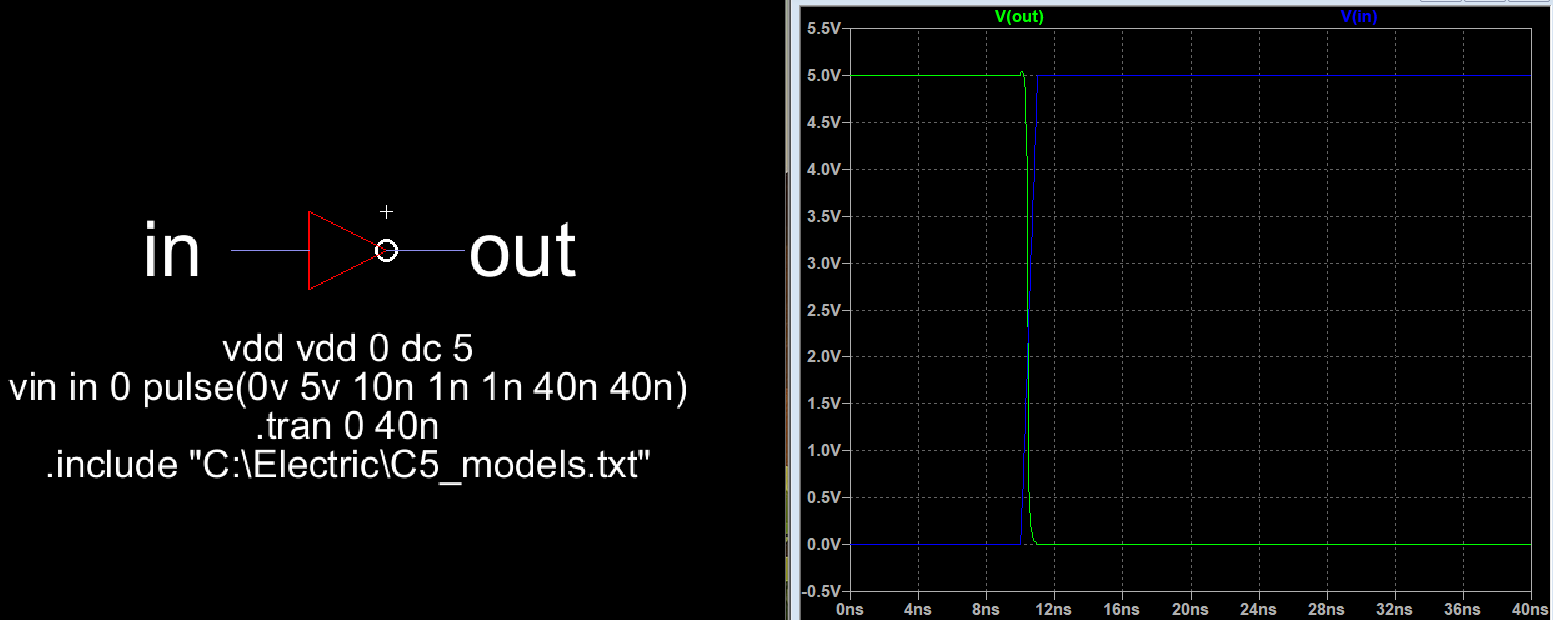 in out
vdd vdd 0 dc 5
vin in 0 pulse(0v 5v 10n 1n 1n 40n 40n)
.tran 0 40n
.include "C:\Electric\C5_models.txt"
V(out) V(in)
5.5V
5.0V
4.5V
4.0V
3.5V
3.0V
2.5V
2.0V
1.5V
1.0V
0.5V
0.0V
-0.5V
0ns 4ns 8ns 12ns 16ns 20ns 24ns 28ns 32ns 36ns 40ns